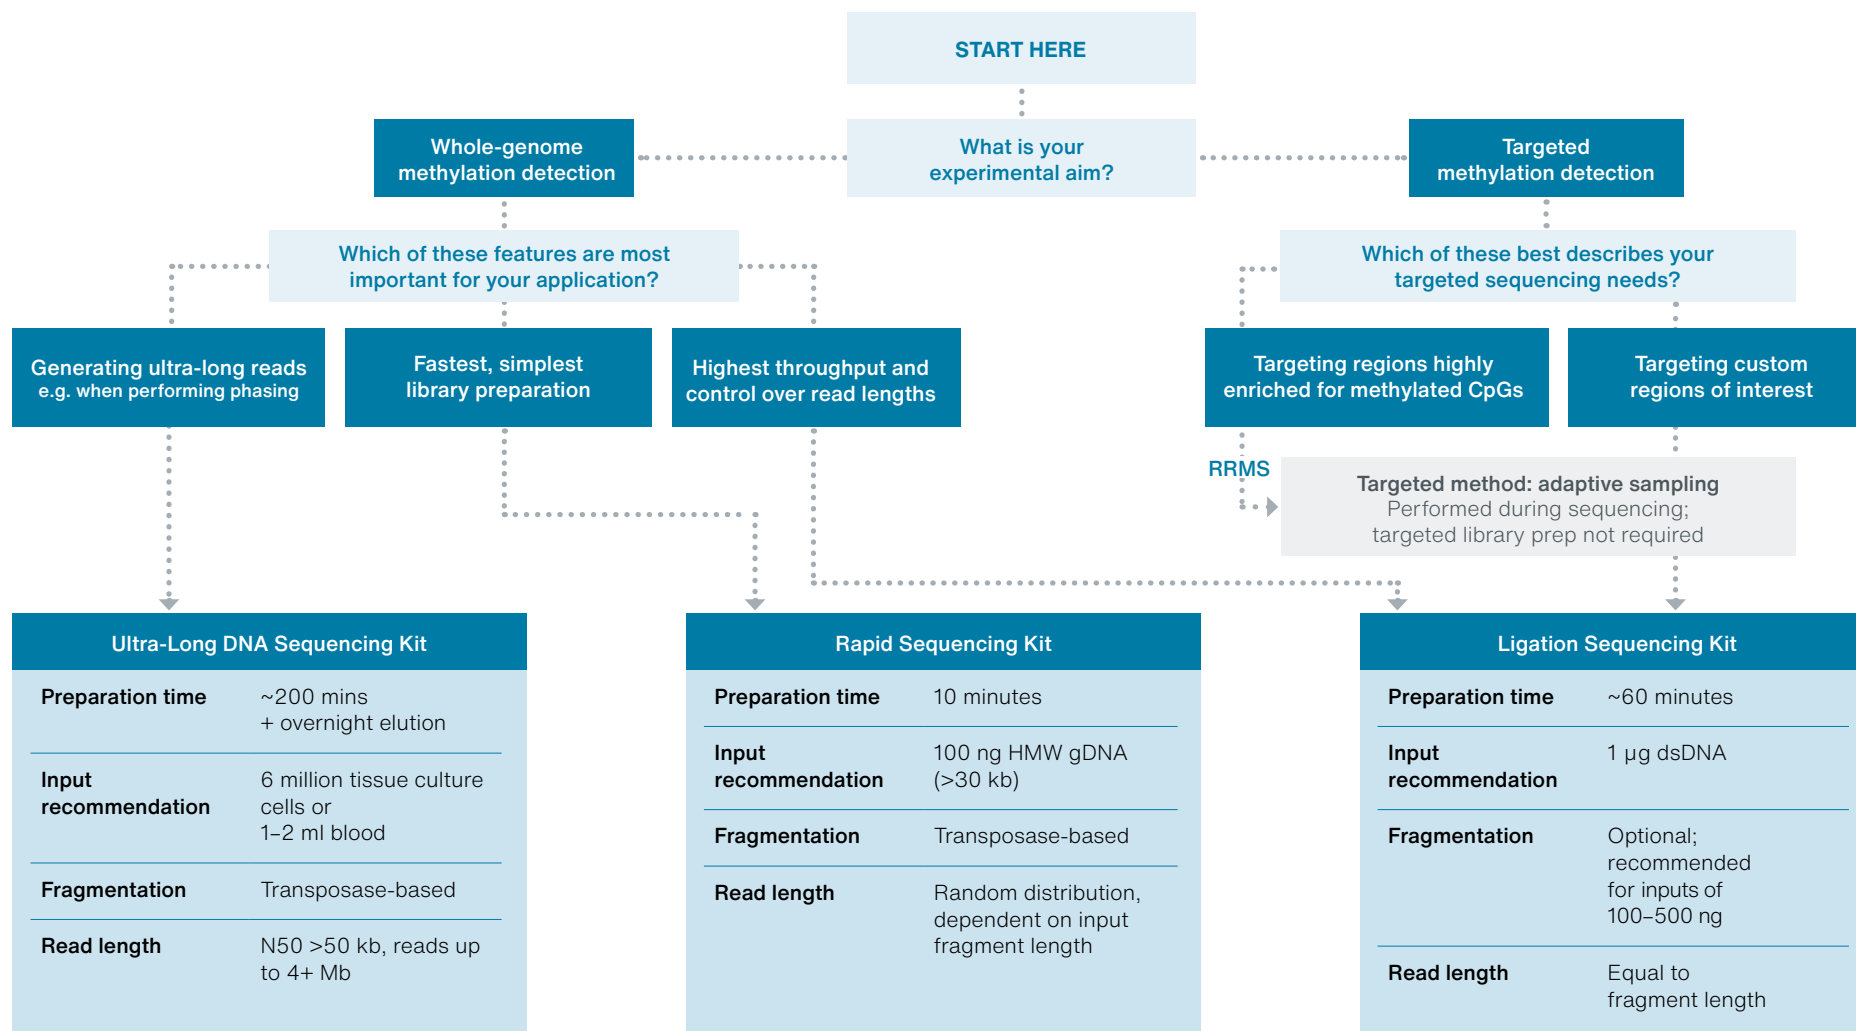 START HERE
What is your
experimental aim?
Whole-genome
methylation detection
Targeted
methylation detection
Which of these features are most
important for your application?
Which of these best describes your
targeted sequencing needs?
Generating ultra-long reads
e.g. when performing phasing
Fastest, simplest
library preparation
Highest throughput and
control over read lengths
Targeting regions highly
enriched for methylated CpGs
Targeting custom
regions of interest
RRMS
Targeted method: adaptive sampling
Performed during sequencing;
targeted library prep not required
Ultra-Long DNA Sequencing Kit
Preparation time
~200 mins
+ overnight elution
Input
recommendation
6 million tissue culture
cells or
1–2 ml blood
Fragmentation
Transposase-based
Read length
N50 >50 kb, reads up
to 4+ Mb
Rapid Sequencing Kit
Preparation time
10 minutes
Input
recommendation
100 ng HMW gDNA
(>30 kb)
Fragmentation
Transposase-based
Read length
Random distribution,
dependent on input
fragment length
Ligation Sequencing Kit
Preparation time
~60 minutes
Input
recommendation
1 µg dsDNA
Fragmentation
Optional;
recommended
for inputs of
100–500 ng
Read length
Equal to
fragment length